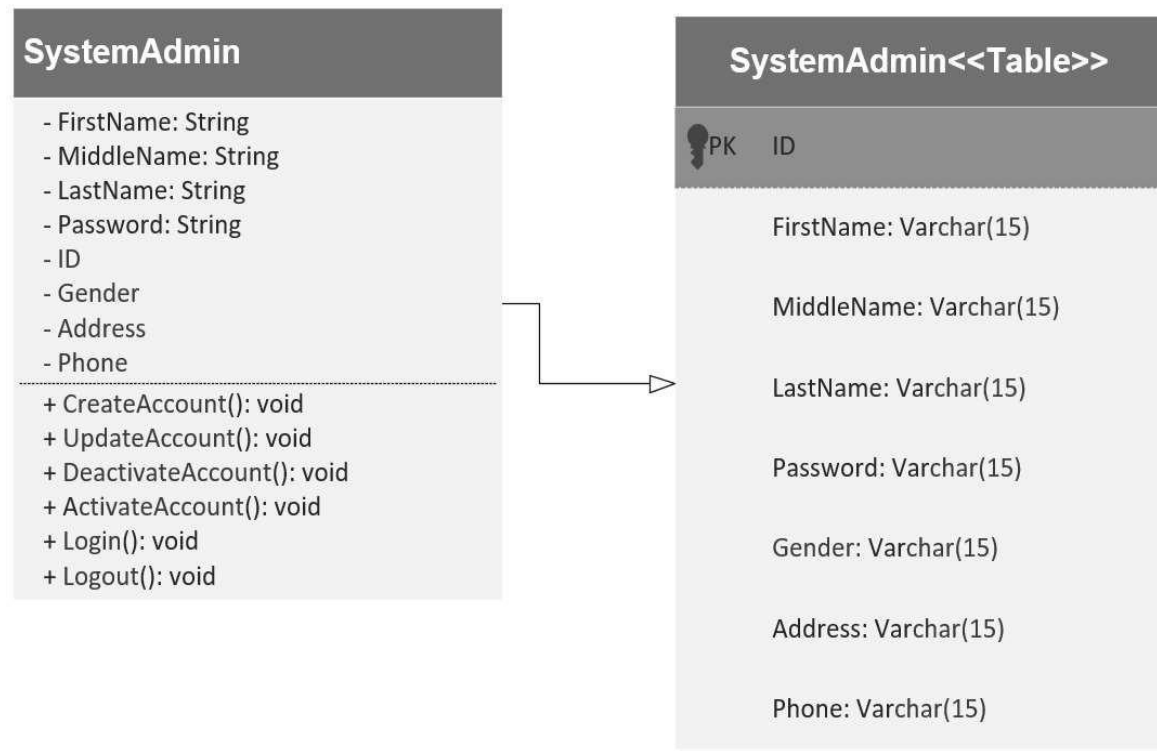 SystemAdmin
- FirstName: String
- MiddleName: String
- LastName: String
- Password: String
- ID
- Gender
- Address
- Phone
+ CreateAccount(): void
+ UpdateAccount(): void
+ DeactivateAccount(): void
+ ActivateAccount(): void
+ Login(): void
+ Logout(): void
SystemAdmin<<Table>>
PK ID
FirstName: Varchar(15)
MiddleName: Varchar(15)
LastName: Varchar(15)
Password: Varchar(15)
Gender: Varchar(15)
Address: Varchar(15)
Phone: Varchar(15)